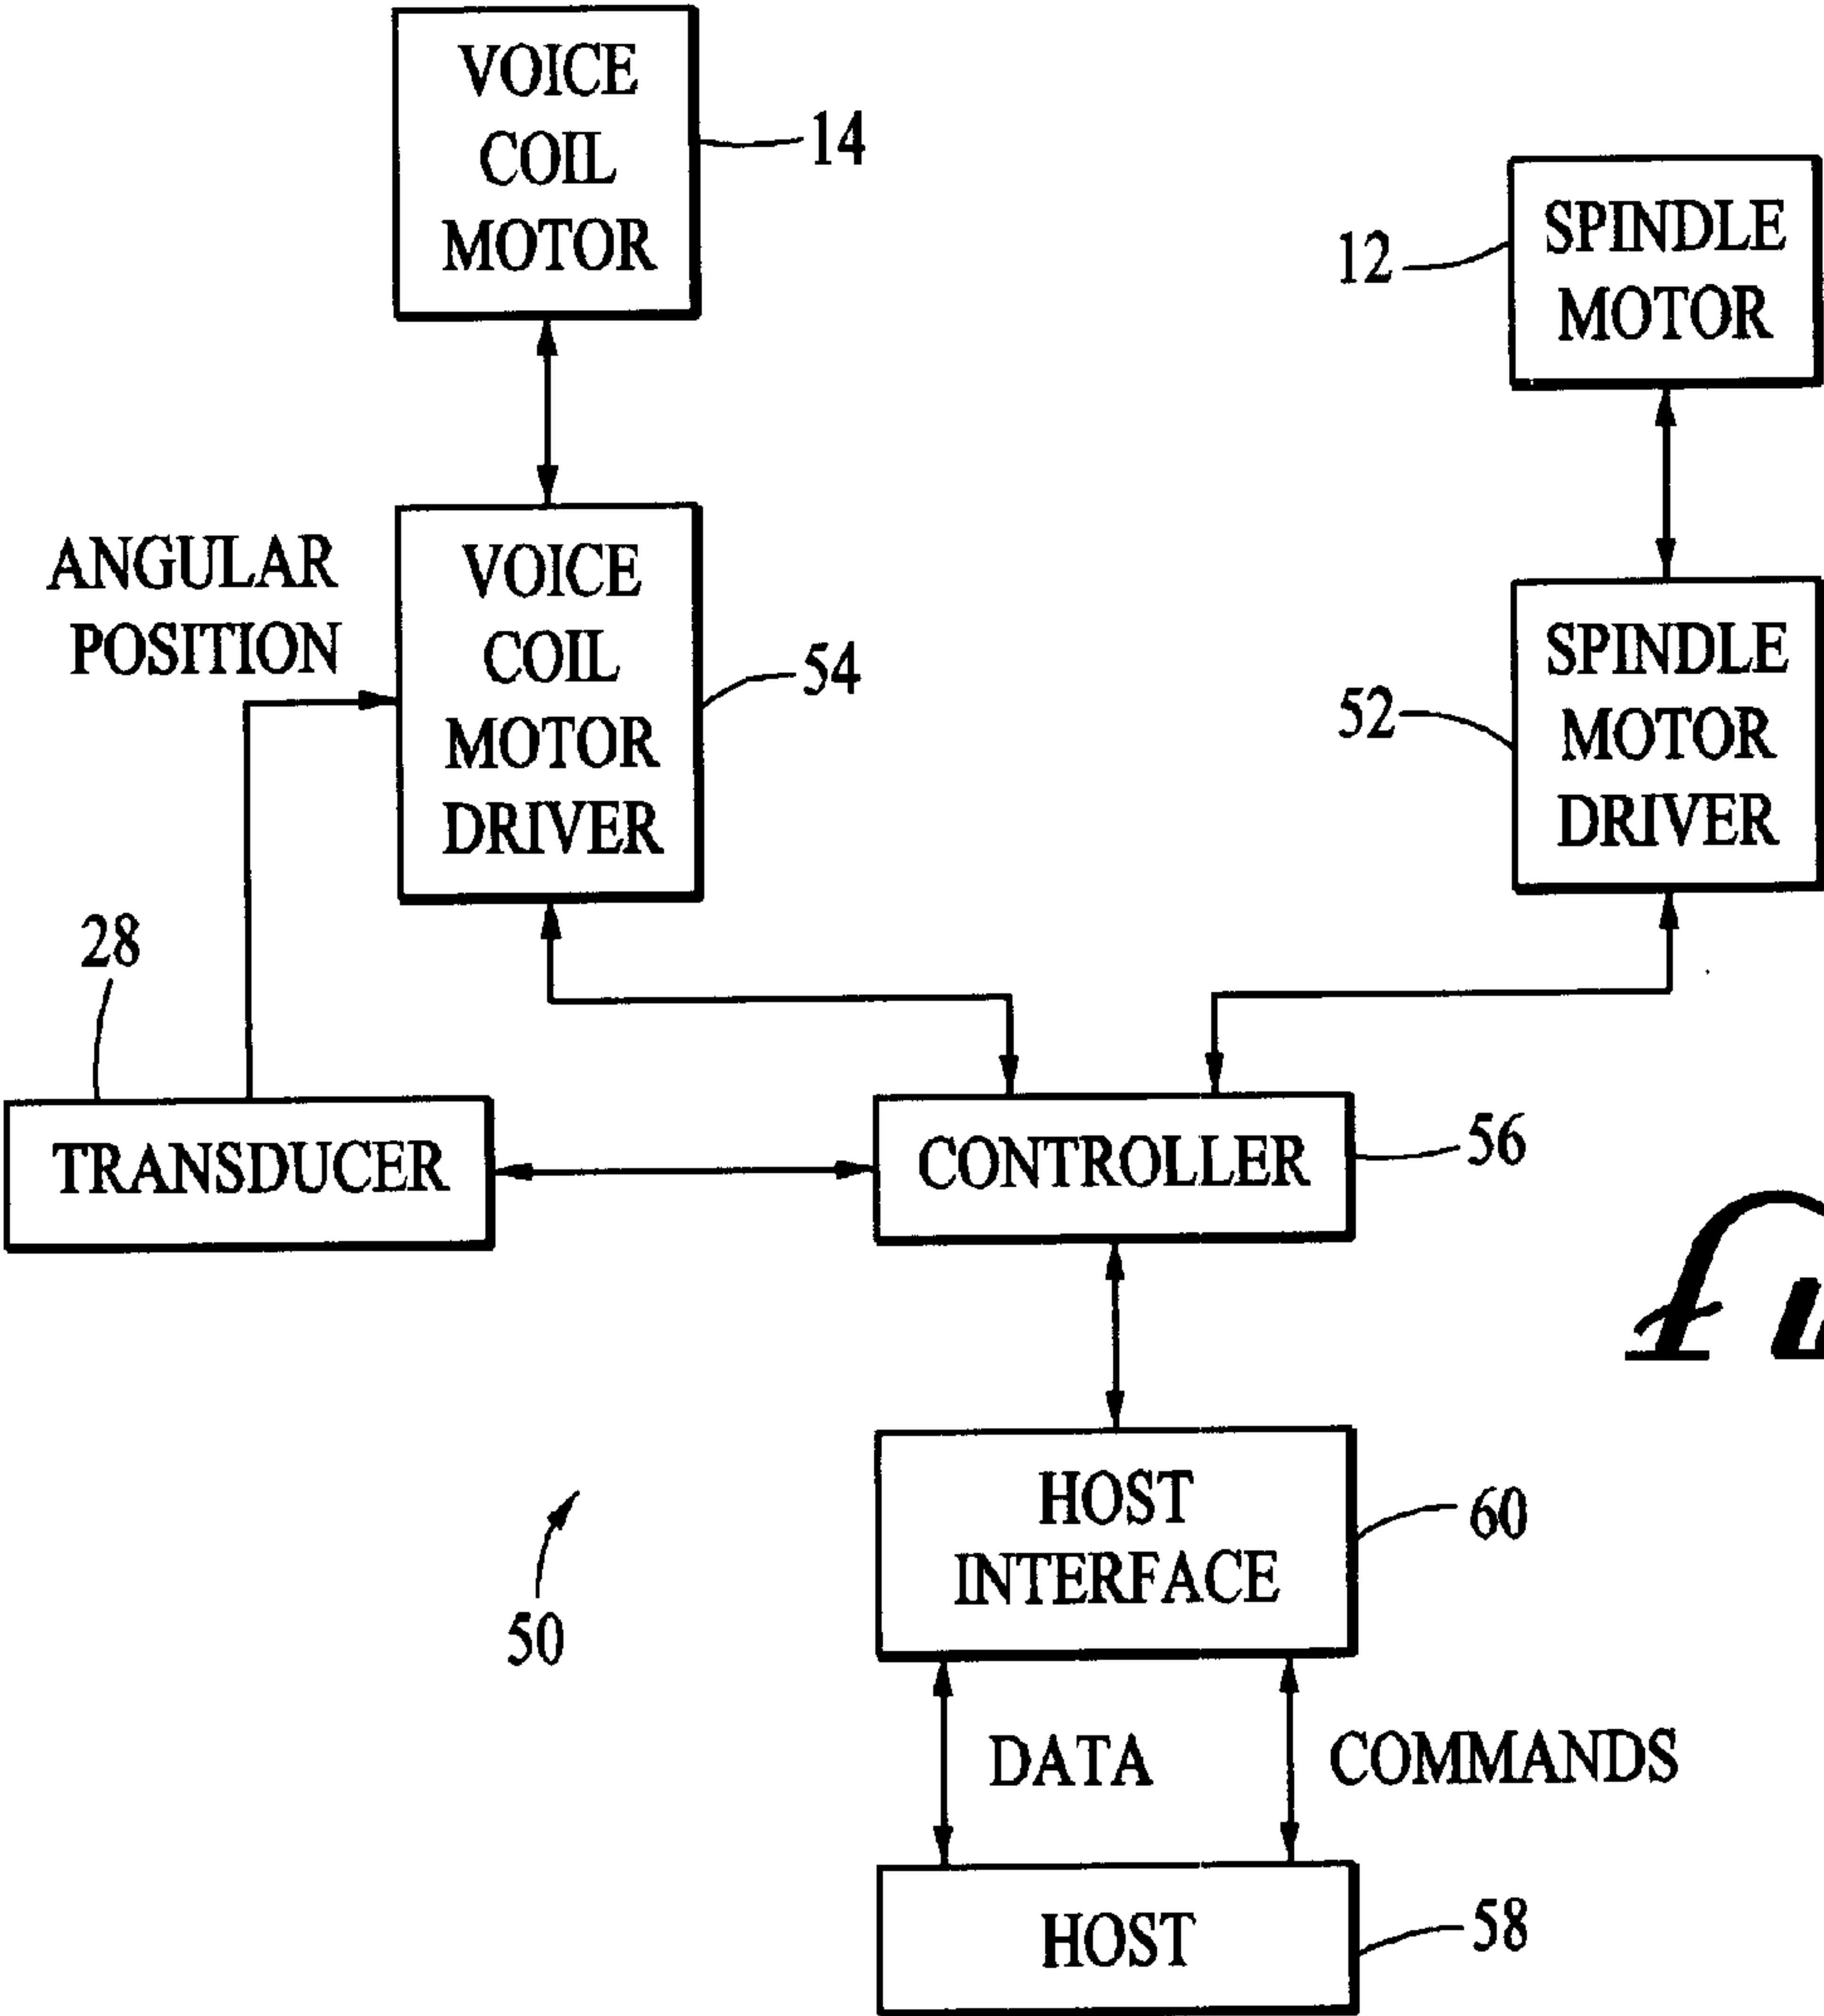 VOICE
COIL
MOTOR
14
SPINDLE
MOTOR
12
ANGULAR
POSITION
VOICE
COIL
MOTOR
DRIVER
54
SPINDLE
MOTOR
DRIVER
52
28
TRANSDUCER
CONTROLLER
56
HOST
INTERFACE
60
50
DATA
COMMANDS
HOST
58